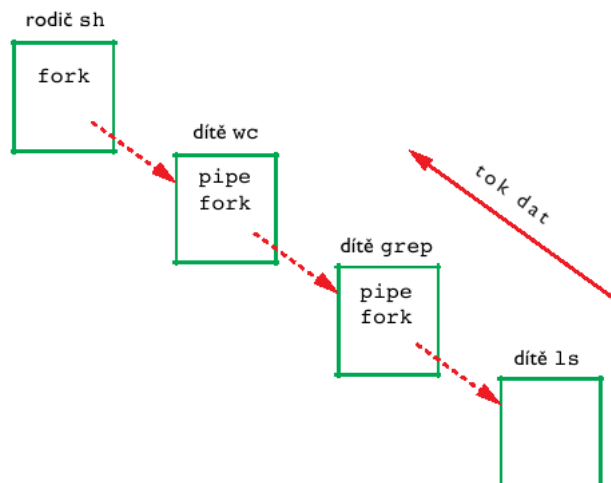 rodič sh
fork
dítě wc
pipe
fork
tok dat
dítě grep
pipe
fork
dítě ls